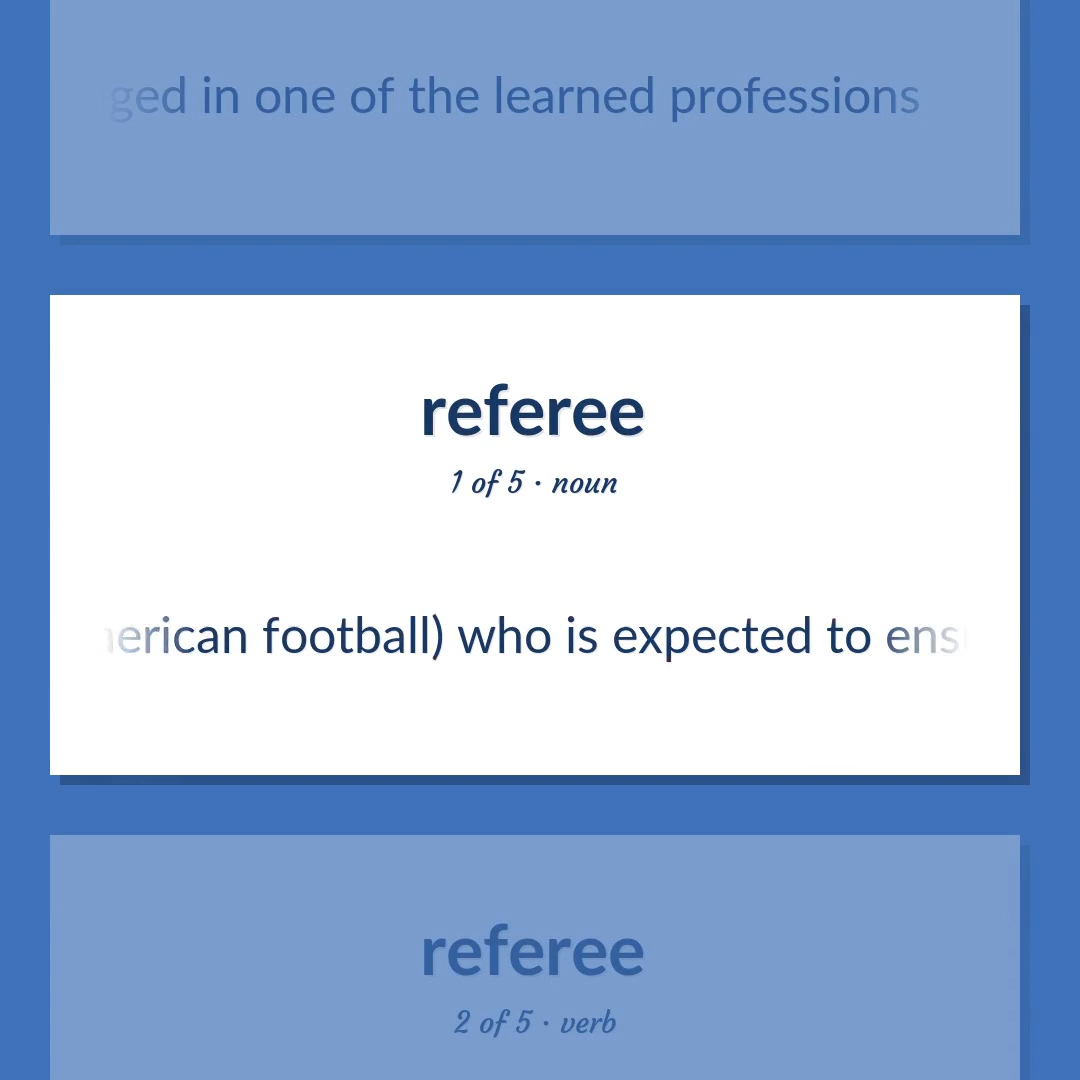 ged in one of the learned professions
referee
1 of 5 · noun
erican football) who is expected to ens
referee
2 of 5 · verb